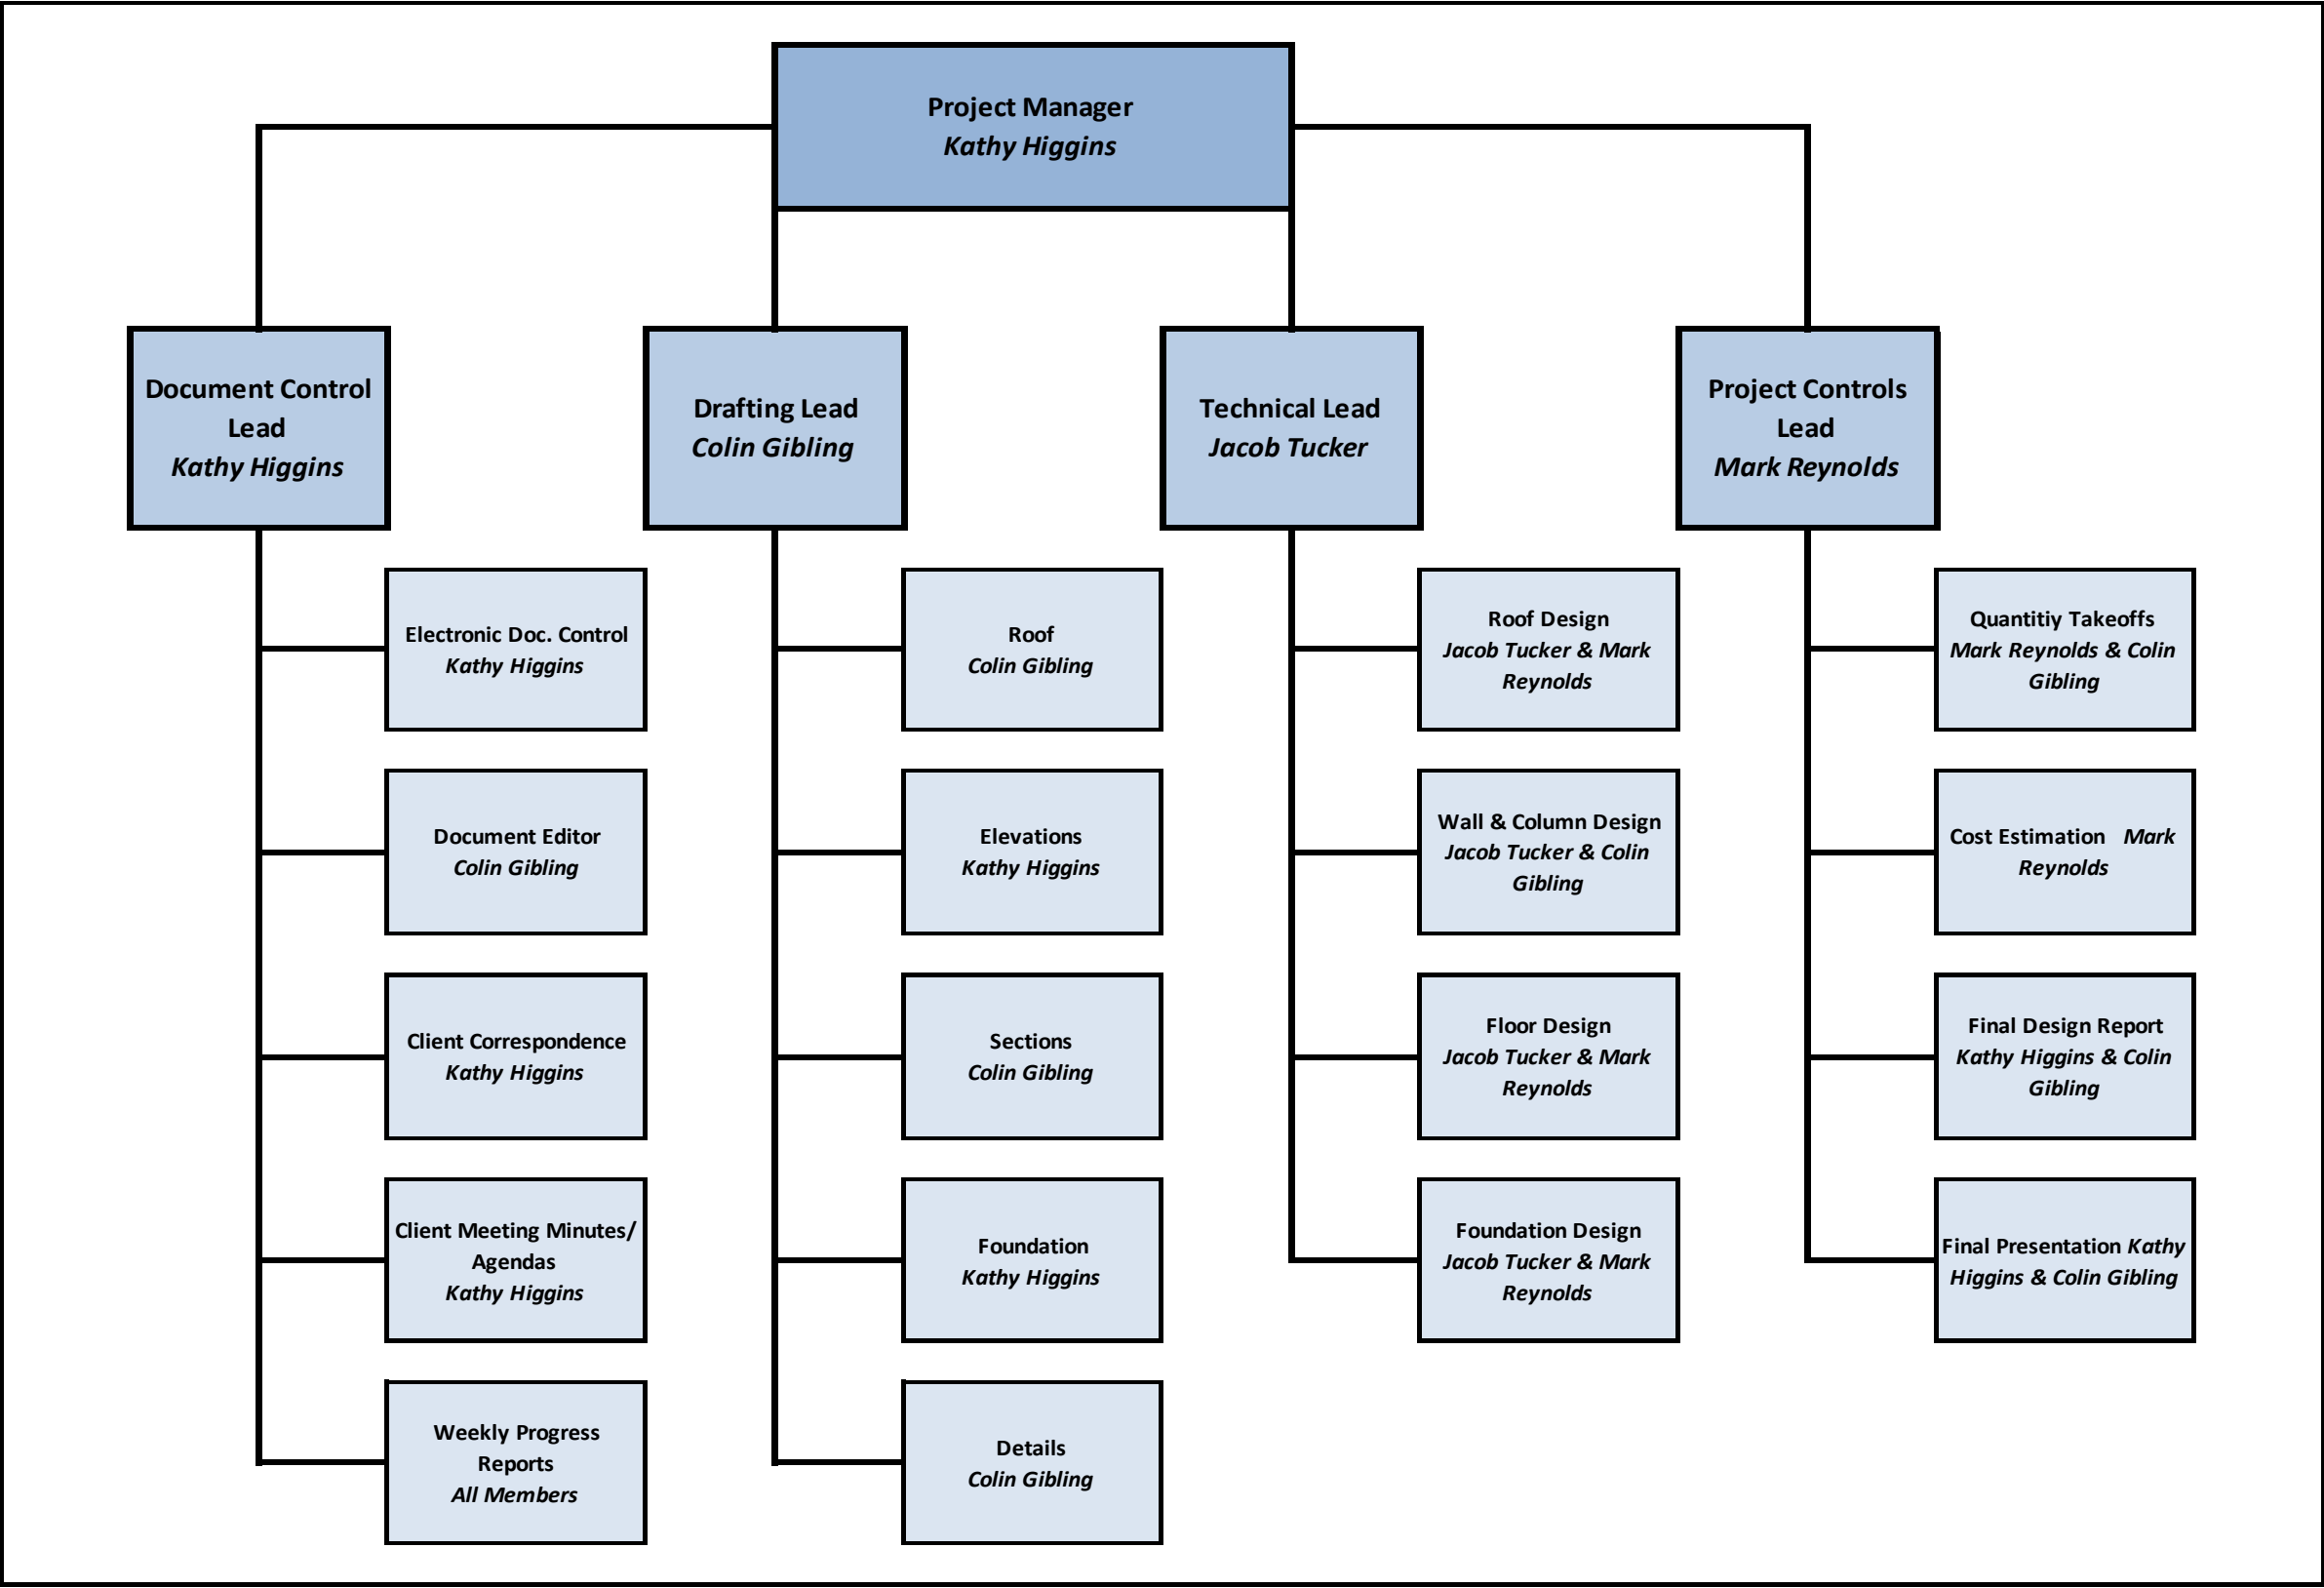 Project Manager
Kathy Higgins
Document Control
Lead
Kathy Higgins
Drafting Lead
Colin Gibling
Technical Lead
Jacob Tucker
Project Controls
Lead
Mark Reynolds
Electronic Doc. Control
Kathy Higgins
Document Editor
Colin Gibling
Client Correspondence
Kathy Higgins
Client Meeting Minutes/
Agendas
Kathy Higgins
Weekly Progress
Reports
All Members
Roof
Colin Gibling
Elevations
Kathy Higgins
Sections
Colin Gibling
Foundation
Kathy Higgins
Details
Colin Gibling
Roof Design
Jacob Tucker & Mark
Reynolds
Wall & Column Design
Jacob Tucker & Colin
Gibling
Floor Design
Jacob Tucker & Mark
Reynolds
Foundation Design
Jacob Tucker & Mark
Reynolds
Quantitiy Takeoffs
Mark Reynolds & Colin
Gibling
Cost Estimation Mark
Reynolds
Final Design Report
Kathy Higgins & Colin
Gibling
Final Presentation Kathy
Higgins & Colin Gibling